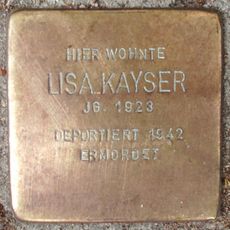 HIER WOHNTE
LISA KAYSER
JG. 1923
DEPORTIERT 1942
ERMORDET